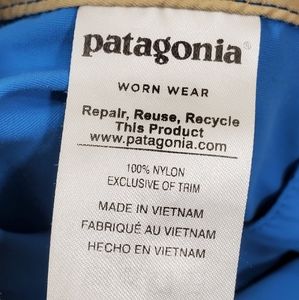 patagonia
WORN WEAR
Repair, Reuse, Recycle
This Product
www.patagonia.com
100% NYLON
EXCLUSIVE OF TRIM
MADE IN VIETNAM
FABRIQUÉ AU VIETNAM
HECHO EN VIETNAM